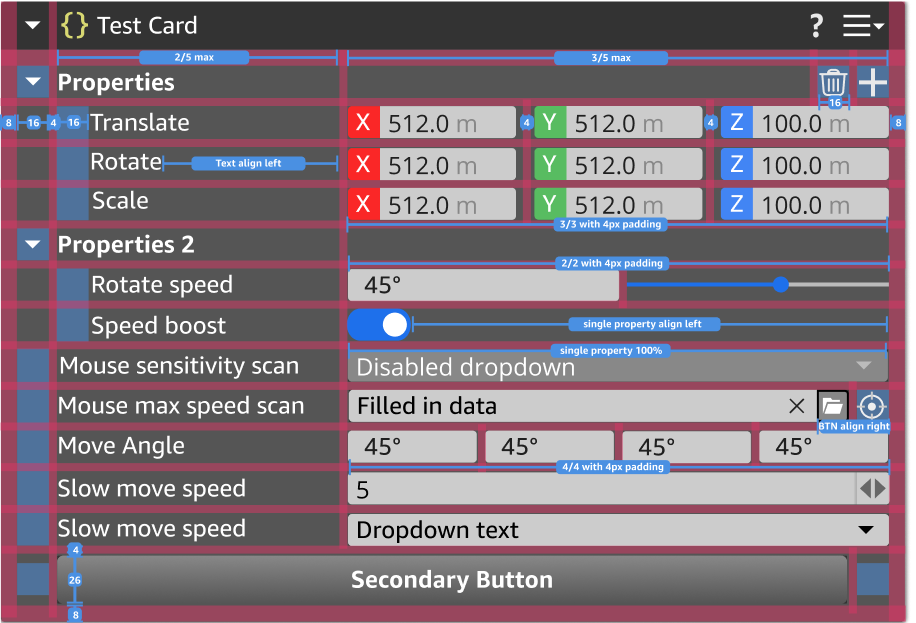 {} Test Card ?
2/5 max 3/5 max
Properties
16
8 16 4 16 Translate X 512.0 m 4 Y 512.0 m 4 Z 100.0 m 8
Rotate Text align left X 512.0 m Y 512.0 m Z 100.0 m
Scale X 512.0 m Y 512.0 m Z 100.0 m
3/3 with 4px padding
Properties 2
2/2 with 4px padding
Rotate speed 45°
Speed boost single property align left
single property 100%
Mouse sensitivity scan Disabled dropdown
Mouse max speed scan Filled in data
BTN align right
Move Angle 45° 45° 45° 45°
4/4 with 4px padding
Slow move speed 5
Slow move speed Dropdown text
4
26 Secondary Button
8